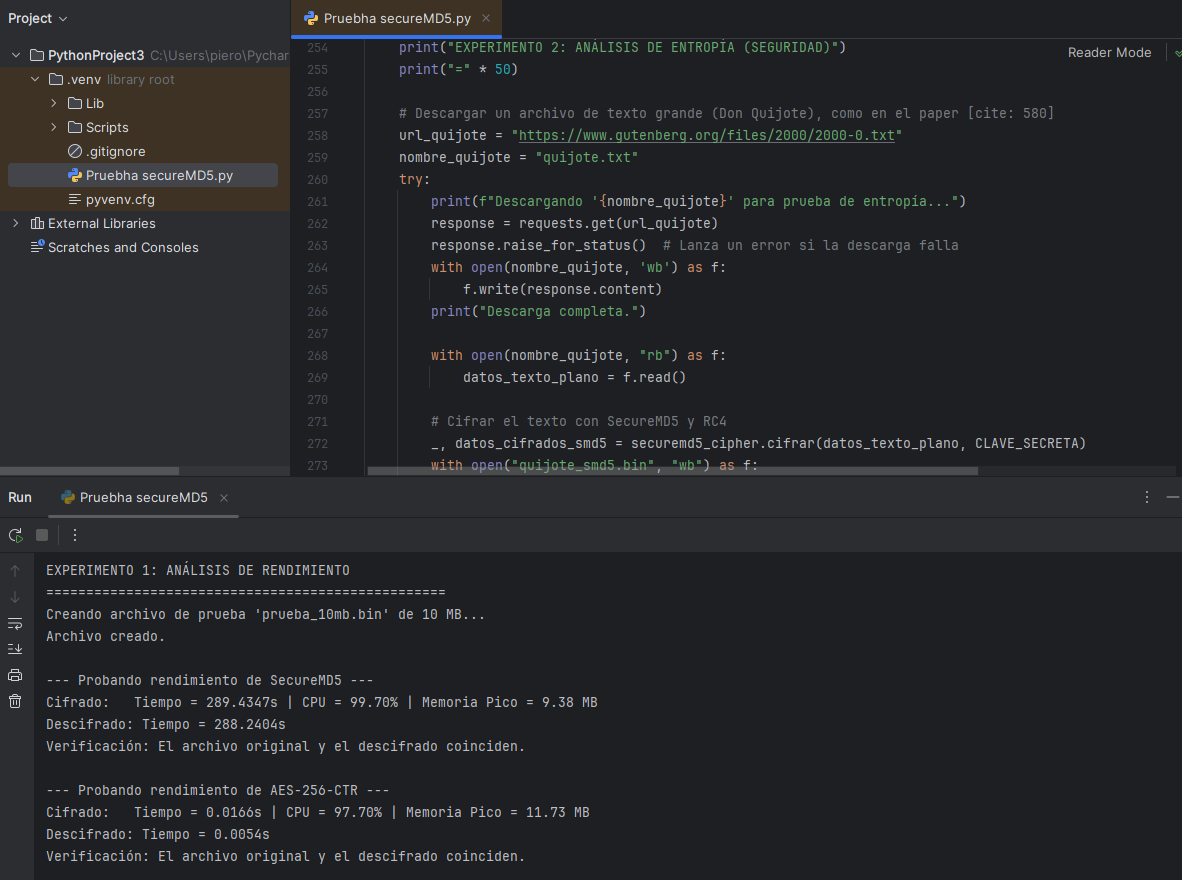 Project
PythonProject3 C:\Users\piero\Pychar
.venv library root
Lib
Scripts
.gitignore
Pruebha secureMD5.py
pyvenv.cfg
External Libraries
Scratches and Consoles
Pruebha secureMD5.py
Reader Mode
254 print("EXPERIMENTO 2: ANÁLISIS DE ENTROPÍA (SEGURIDAD)")
255 print("=" * 50)
256
257 # Descargar un archivo de texto grande (Don Quijote), como en el paper [cite: 580]
258 url_quijote = "https://www.gutenberg.org/files/2000/2000-0.txt"
259 nombre_quijote = "quijote.txt"
260 try:
261 print(f"Descargando '{nombre_quijote}' para prueba de entropía...")
262 response = requests.get(url_quijote)
263 response.raise_for_status()  # Lanza un error si la descarga falla
264 with open(nombre_quijote, 'wb') as f:
265 f.write(response.content)
266 print("Descarga completa.")
267
268 with open(nombre_quijote, "rb") as f:
269 datos_texto_plano = f.read()
270
271 # Cifrar el texto con SecureMD5 y RC4
272 _, datos_cifrados_smd5 = securemd5_cipher.cifrar(datos_texto_plano, CLAVE_SECRETA)
273 with open("quijote_smd5.bin", "wb") as f:
Run
Pruebha secureMD5
EXPERIMENTO 1: ANÁLISIS DE RENDIMIENTO
==================================================
Creando archivo de prueba 'prueba_10mb.bin' de 10 MB...
Archivo creado.
--- Probando rendimiento de SecureMD5 ---
Cifrado:   Tiempo = 289.4347s | CPU = 99.70% | Memoria Pico = 9.38 MB
Descifrado: Tiempo = 288.2404s
Verificación: El archivo original y el descifrado coinciden.
--- Probando rendimiento de AES-256-CTR ---
Cifrado:   Tiempo = 0.0166s | CPU = 97.70% | Memoria Pico = 11.73 MB
Descifrado: Tiempo = 0.0054s
Verificación: El archivo original y el descifrado coinciden.